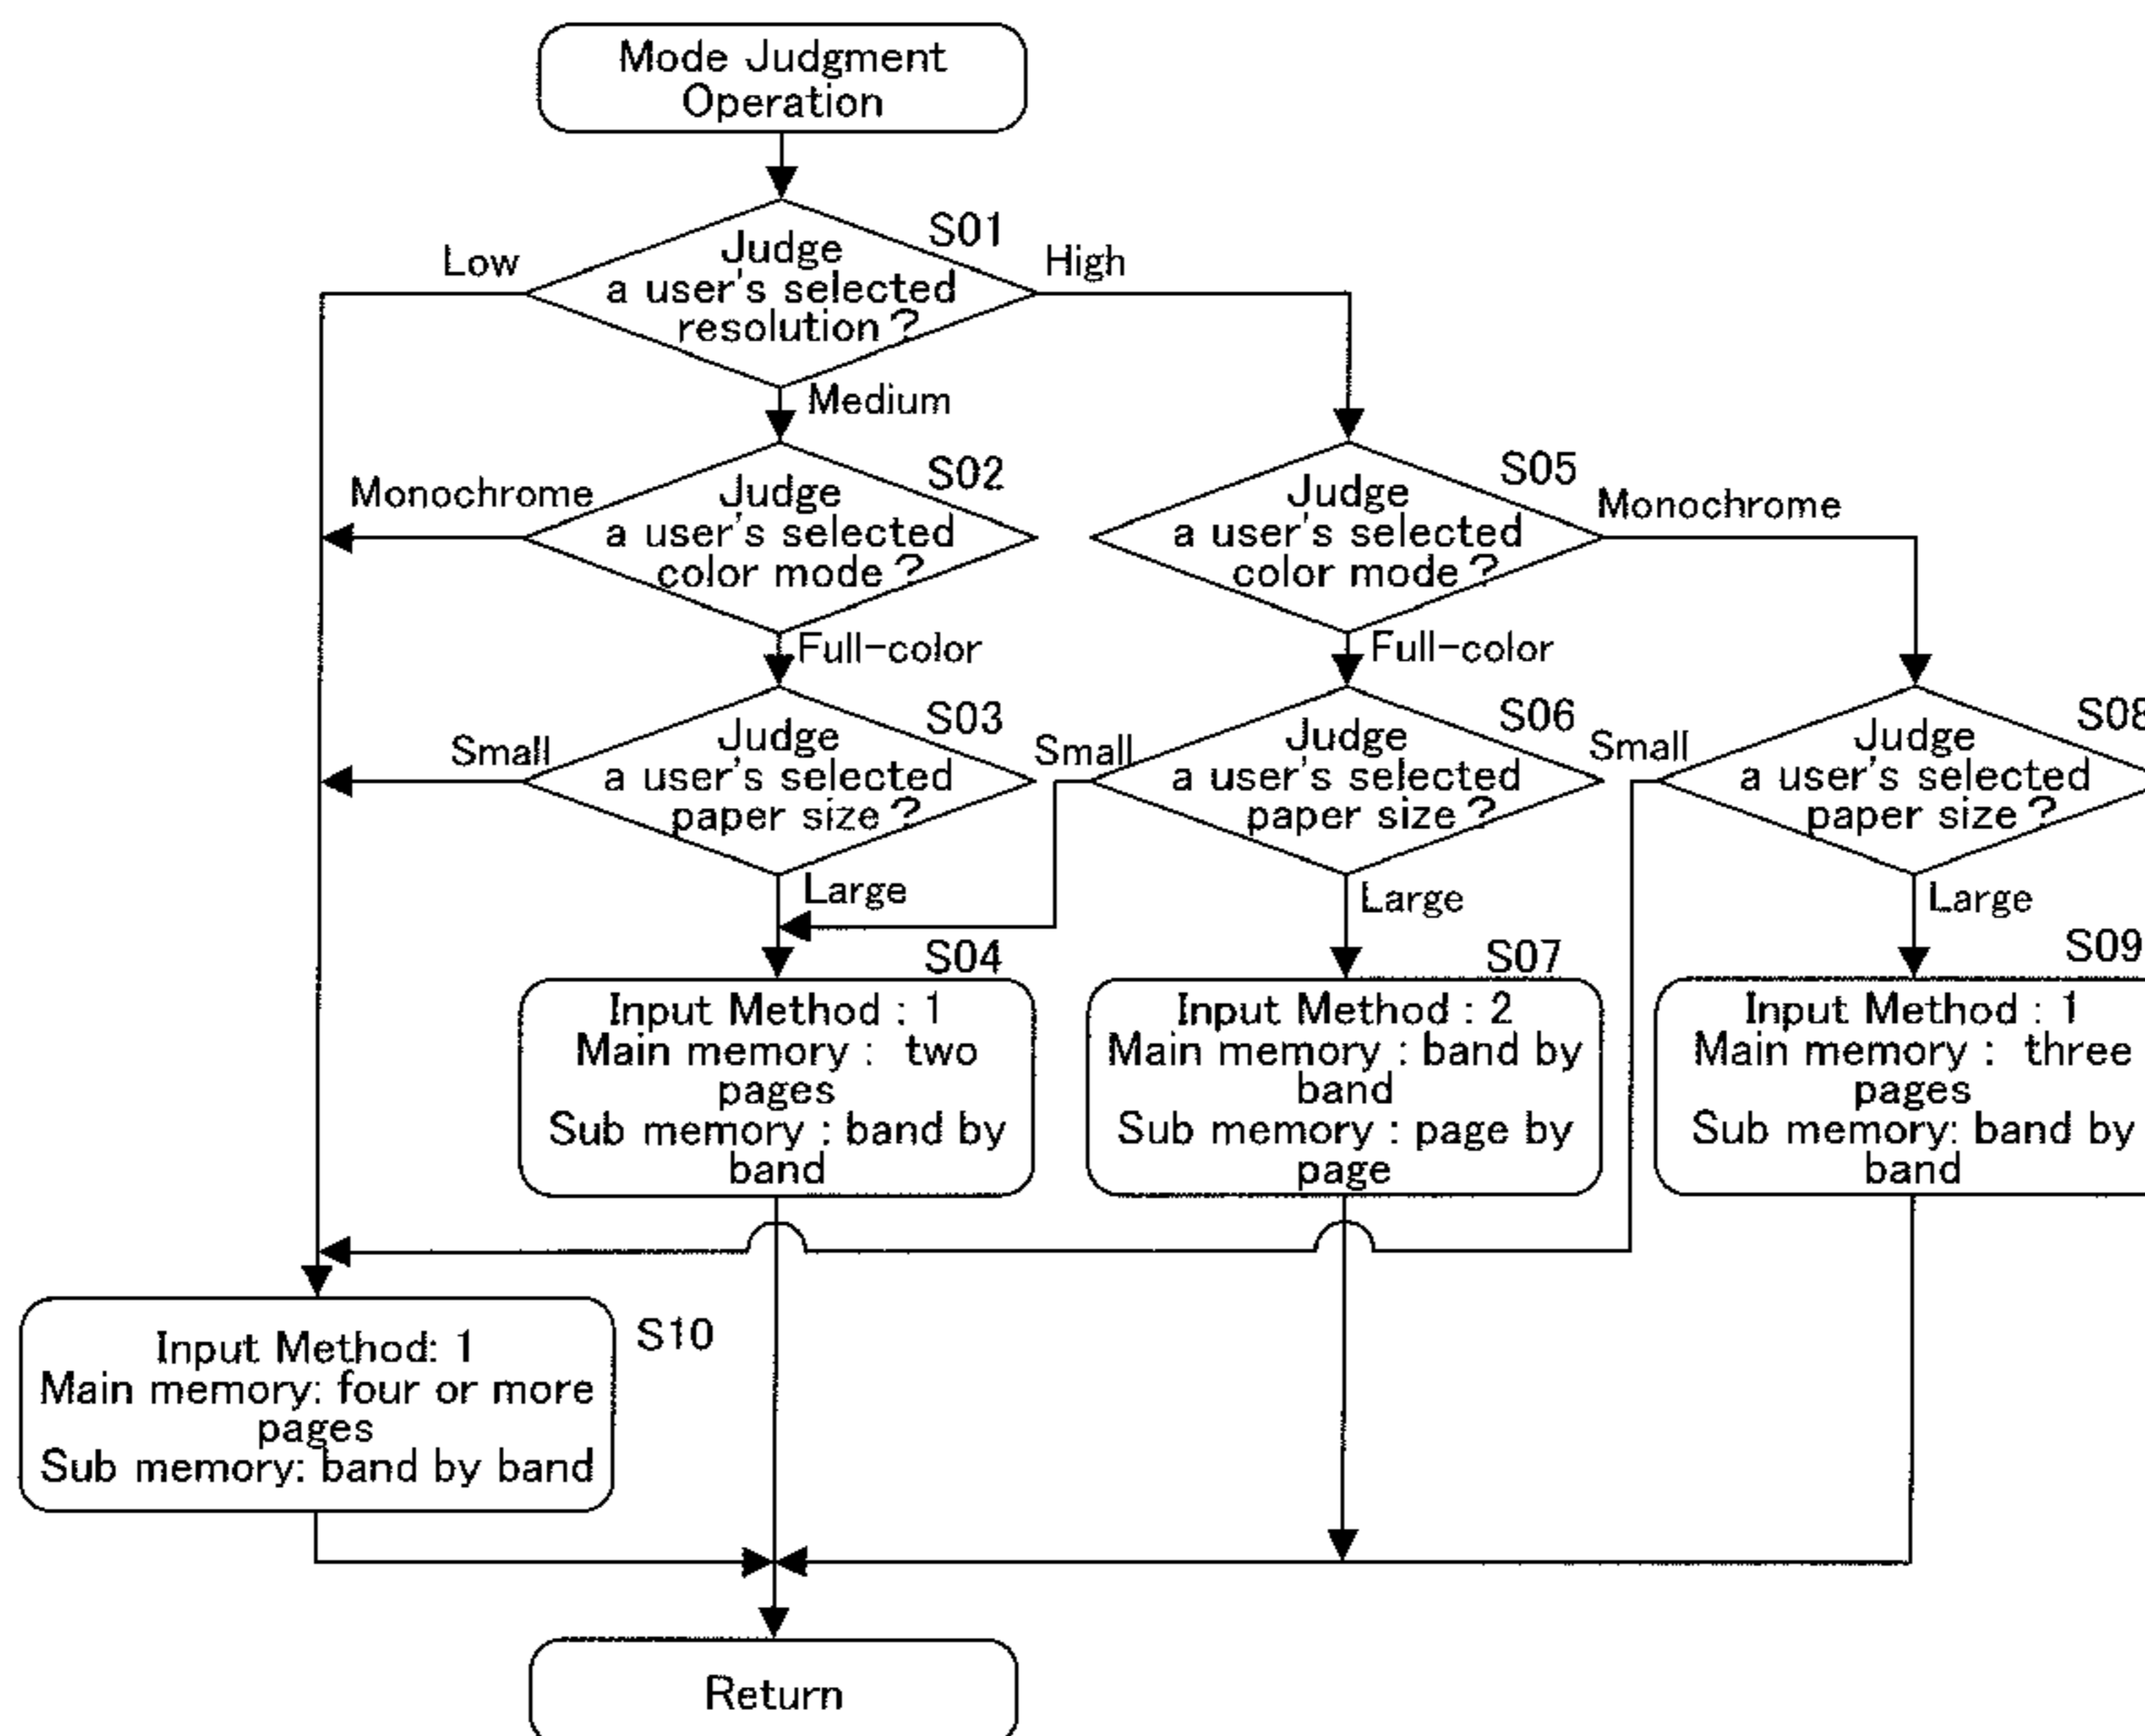 Mode Judgment
Operation
S01
Low
High
Judge
a user's selected
resolution ?
Medium
S02
Monochrome
Judge
a user's selected
color mode ?
S05
Monochrome
Judge
a user's selected
color mode ?
Full-color
Full-color
S03
Small
Judge
a user's selected
paper size ?
S06
Small
Judge
a user's selected
paper size ?
S08
Small
Judge
a user's selected
paper size ?
Large
Large
Large
S04
Input Method : 1
Main memory : two
pages
Sub memory : band by
band
S07
Input Method : 2
Main memory : band by
band
Sub memory : page by
page
S09
Input Method : 1
Main memory : three
pages
Sub memory: band by
band
S10
Input Method: 1
Main memory: four or more
pages
Sub memory: band by band
Return